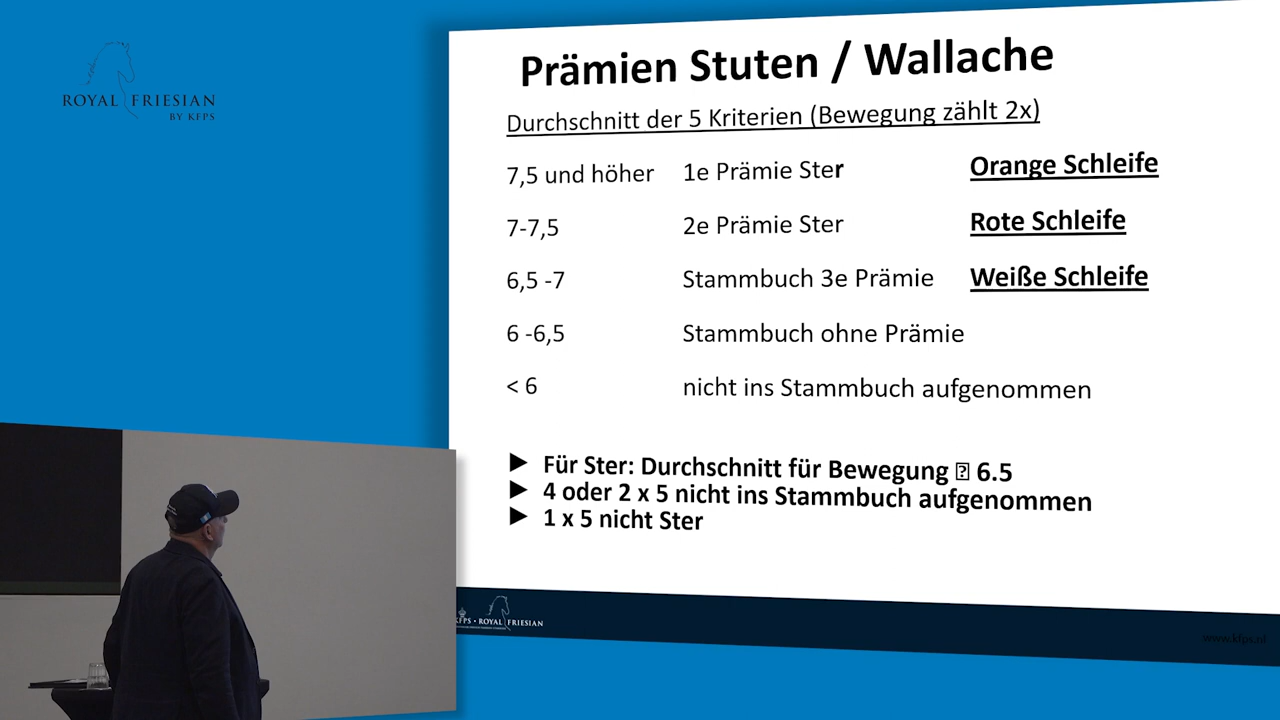 ROYAL FRIESIAN
BY KFPS
Prämien Stuten / Wallache
Durchschnitt der 5 Kriterien (Bewegung zählt 2x)
7,5 und höher 1e Prämie Ster Orange Schleife
7-7,5 2e Prämie Ster Rote Schleife
6,5 -7 Stammbuch 3e Prämie Weiße Schleife
6 -6,5 Stammbuch ohne Prämie
< 6 nicht ins Stammbuch aufgenommen
► Für Ster: Durchschnitt für Bewegung 6.5
► 4 oder 2 x 5 nicht ins Stammbuch aufgenommen
► 1 x 5 nicht Ster
KFPS • ROYAL FRIESIAN
www.kfps.nl